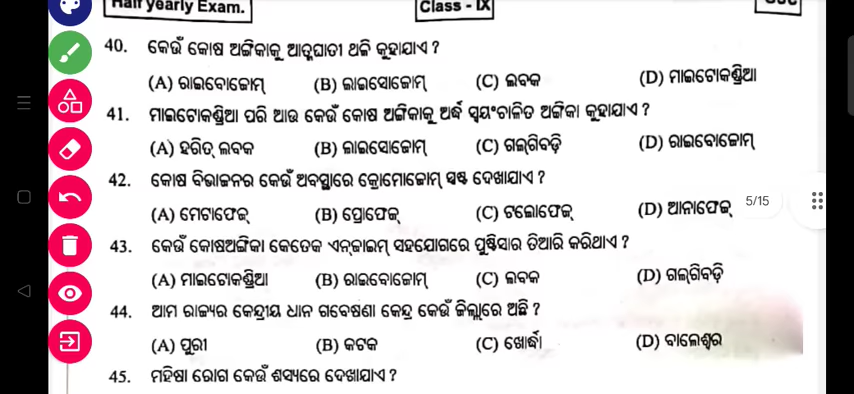 Half yearly Exam. Class - IX
40. କେଉଁ କୋଷ ଅଙ୍ଗିକାକୁ ଆତ୍ମଘାତୀ ଥଳି କୁହାଯାଏ ?
(A) ରାଇବୋଜୋମ୍ (B) ଲାଇସୋଜୋମ୍ (C) ଲବକ (D) ମାଇଟୋକଣ୍ଡ୍ରିଆ
41. ମାଇଟୋକଣ୍ଡ୍ରିଆ ପରି ଆଉ କେଉଁ କୋଷ ଅଙ୍ଗିକାକୁ ଅର୍ଦ୍ଧ ସ୍ୱୟଂଚାଳିତ ଅଙ୍ଗିକା କୁହାଯାଏ ?
(A) ହରିତ୍ ଲବକ (B) ଲାଇସୋଜୋମ୍ (C) ଗଲ୍‌ଗିବଡ଼ି (D) ରାଇବୋଜୋମ୍
42. କୋଷ ବିଭାଜନର କେଉଁ ଅବସ୍ଥାରେ କ୍ରୋମୋଜୋମ୍ ସ୍ପଷ୍ଟ ଦେଖାଯାଏ ?
(A) ମେଟାଫେଜ୍ (B) ପ୍ରୋଫେଜ୍ (C) ଟେଲୋଫେଜ୍ (D) ଆନାଫେଜ୍ 5/15
43. କେଉଁ କୋଷଅଙ୍ଗିକା କେତେକ ଏନ୍‌ଜାଇମ୍ ସହଯୋଗରେ ପୁଷ୍ଟିସାର ତିଆରି କରିଥାଏ ?
(A) ମାଇଟୋକଣ୍ଡ୍ରିଆ (B) ରାଇବୋଜୋମ୍ (C) ଲବକ (D) ଗଲ୍‌ଗିବଡ଼ି
44. ଆମ ରାଜ୍ୟର କେନ୍ଦ୍ରୀୟ ଧାନ ଗବେଷଣା କେନ୍ଦ୍ର କେଉଁ ଜିଲ୍ଲାରେ ଅଛି ?
(A) ପୁରୀ (B) କଟକ (C) ଖୋର୍ଦ୍ଧା (D) ବାଲେଶ୍ୱର
45. ମହିଷା ରୋଗ କେଉଁ ଶସ୍ୟରେ ଦେଖାଯାଏ ?